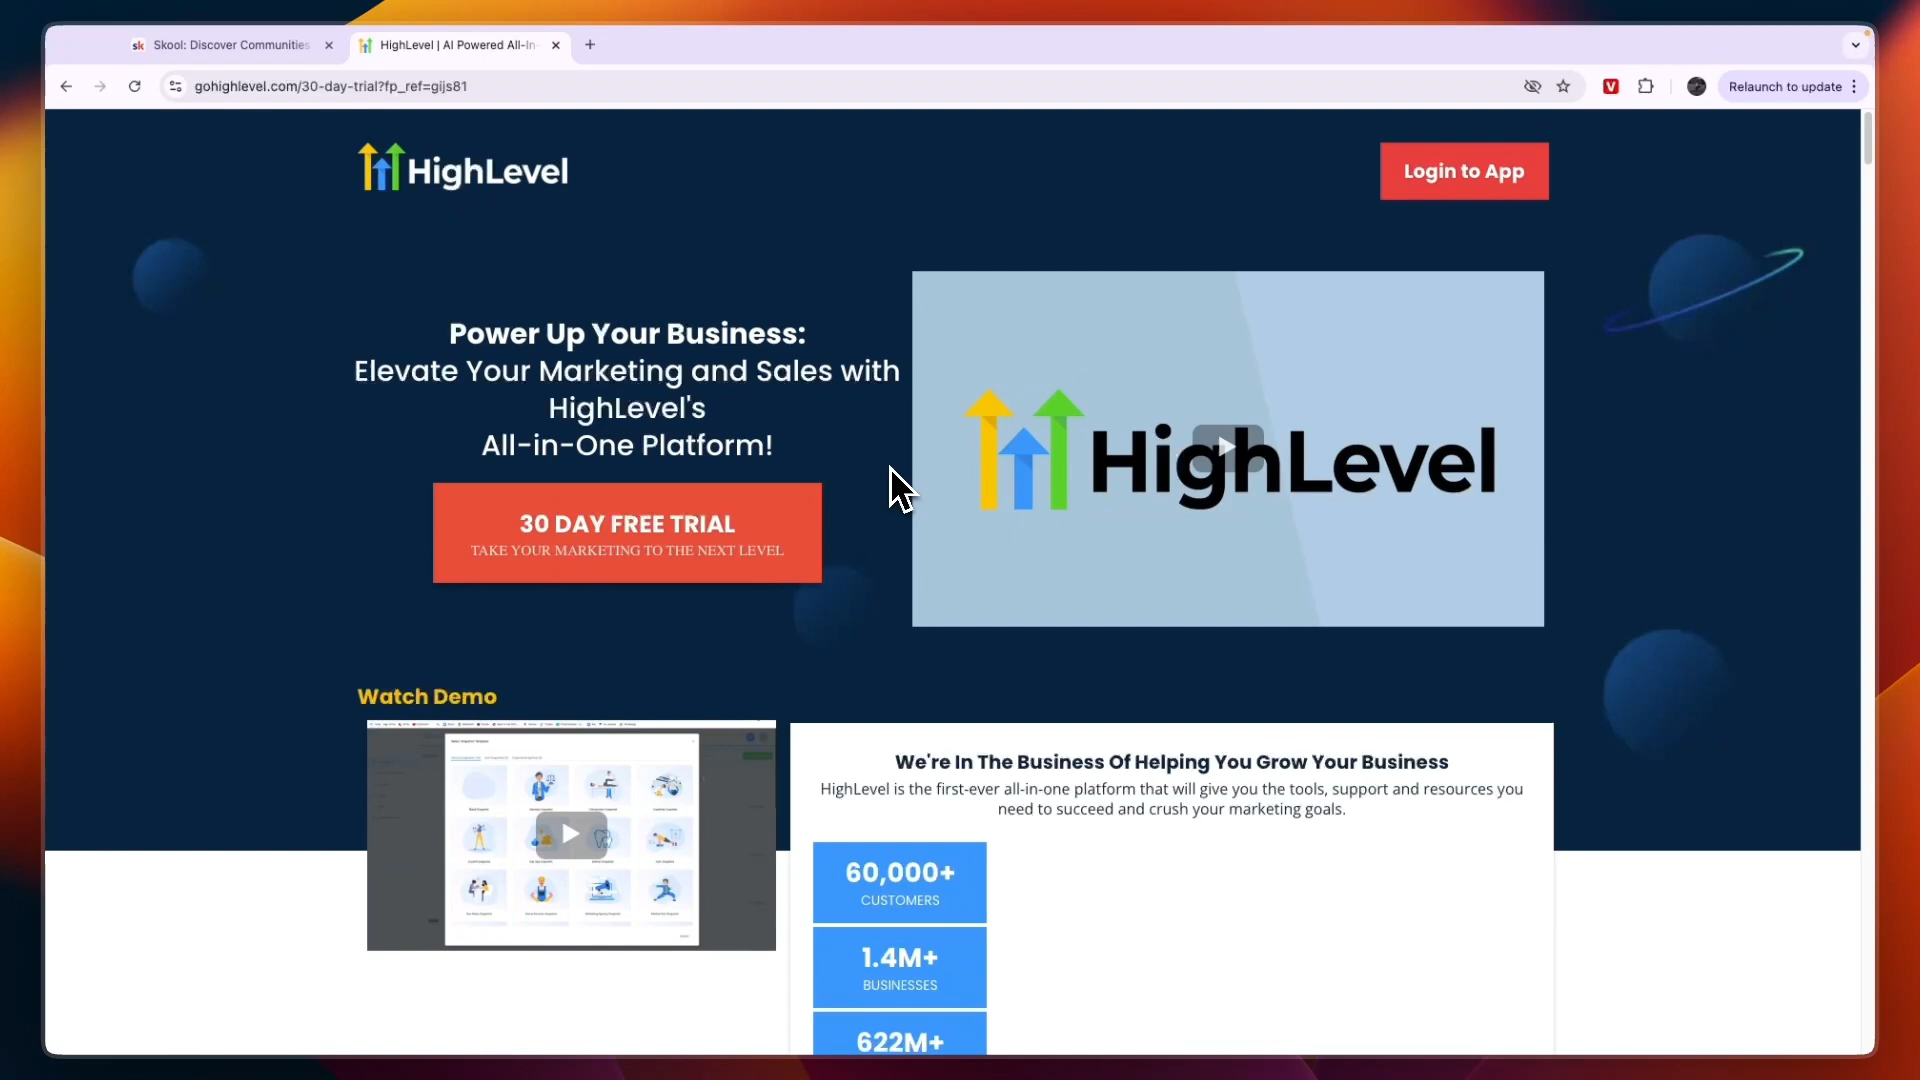 sk Skool: Discover Communities
HighLevel | AI Powered All-In-
gohighlevel.com/30-day-trial?fp_ref=gijs81
V
Relaunch to update
HighLevel
Login to App
Power Up Your Business:
Elevate Your Marketing and Sales with
HighLevel's
All-in-One Platform!
30 DAY FREE TRIAL
TAKE YOUR MARKETING TO THE NEXT LEVEL
HighLevel
Watch Demo
We're In The Business Of Helping You Grow Your Business
HighLevel is the first-ever all-in-one platform that will give you the tools, support and resources you
need to succeed and crush your marketing goals.
60,000+
CUSTOMERS
1.4M+
BUSINESSES
622M+